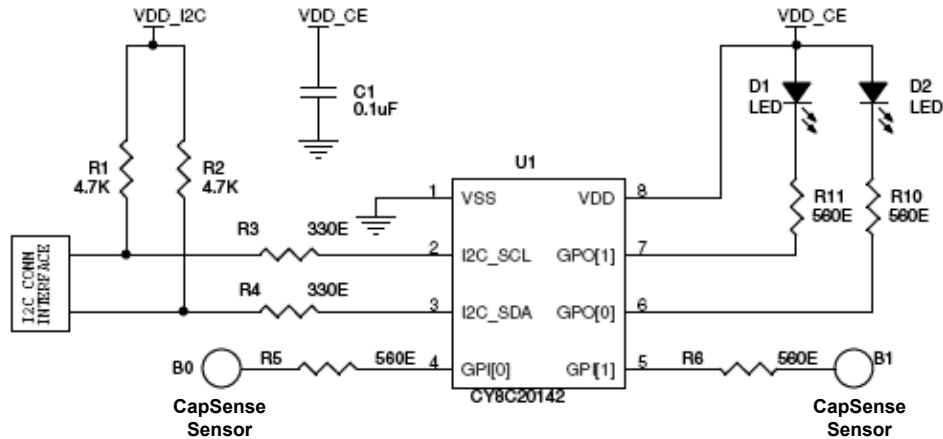 VDD_I2C
VDD_CE
VDD_CE
C1
0.1uF
D1
LED
D2
LED
R1
4.7K
R2
4.7K
U1
R11
560E
R10
560E
1
VSS
VDD
8
R3
330E
2
I2C_SCL
GPO[1]
7
I2C CONN
INTERFACE
R4
330E
3
I2C_SDA
GPO[0]
6
B0
R5
560E
4
GPI[0]
GPI[1]
5
R6
560E
B1
CY8C20142
CapSense
Sensor
CapSense
Sensor